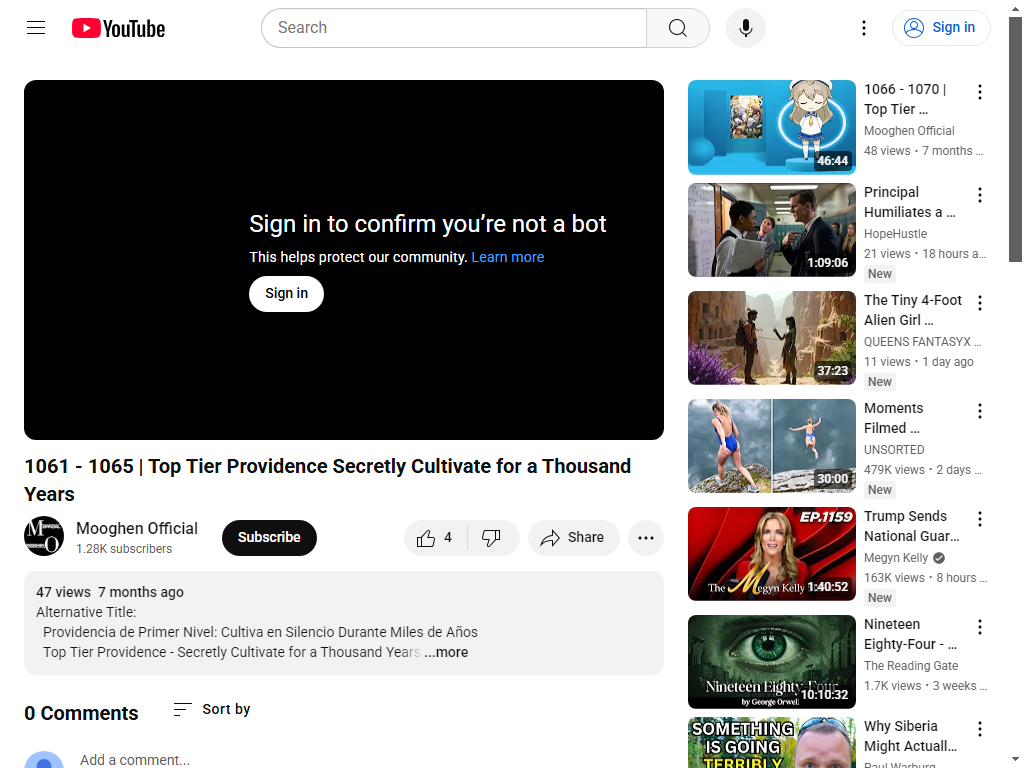 YouTube
Search
Sign in
Sign in to confirm you're not a bot
This helps protect our community. Learn more
Sign in
1061 - 1065 | Top Tier Providence Secretly Cultivate for a Thousand
Years
Mooghen Official
1.28K subscribers
Subscribe
4
Share
47 views 7 months ago
Alternative Title:
Providencia de Primer Nivel: Cultiva en Silencio Durante Miles de Años
Top Tier Providence - Secretly Cultivate for a Thousand Years ...more
0 Comments
Sort by
Add a comment...
46:44
1066 - 1070 |
Top Tier ...
Mooghen Official
48 views • 7 months ...
1:09:06
Principal
Humiliates a ...
HopeHustle
21 views • 18 hours a...
New
37:23
The Tiny 4-Foot
Alien Girl ...
QUEENS FANTASYX ...
11 views • 1 day ago
New
30:00
Moments
Filmed ...
UNSORTED
479K views • 2 days ...
New
EP.1159
The Megyn Kelly
1:40:52
Trump Sends
National Guar...
Megyn Kelly
163K views • 8 hours ...
New
Nineteen Eighty-Four
by George Orwell
10:10:32
Nineteen
Eighty-Four - ...
The Reading Gate
1.7K views • 3 weeks ...
SOMETHING
IS GOING
TERRIBLY
Why Siberia
Might Actuall...
Paul Warburg